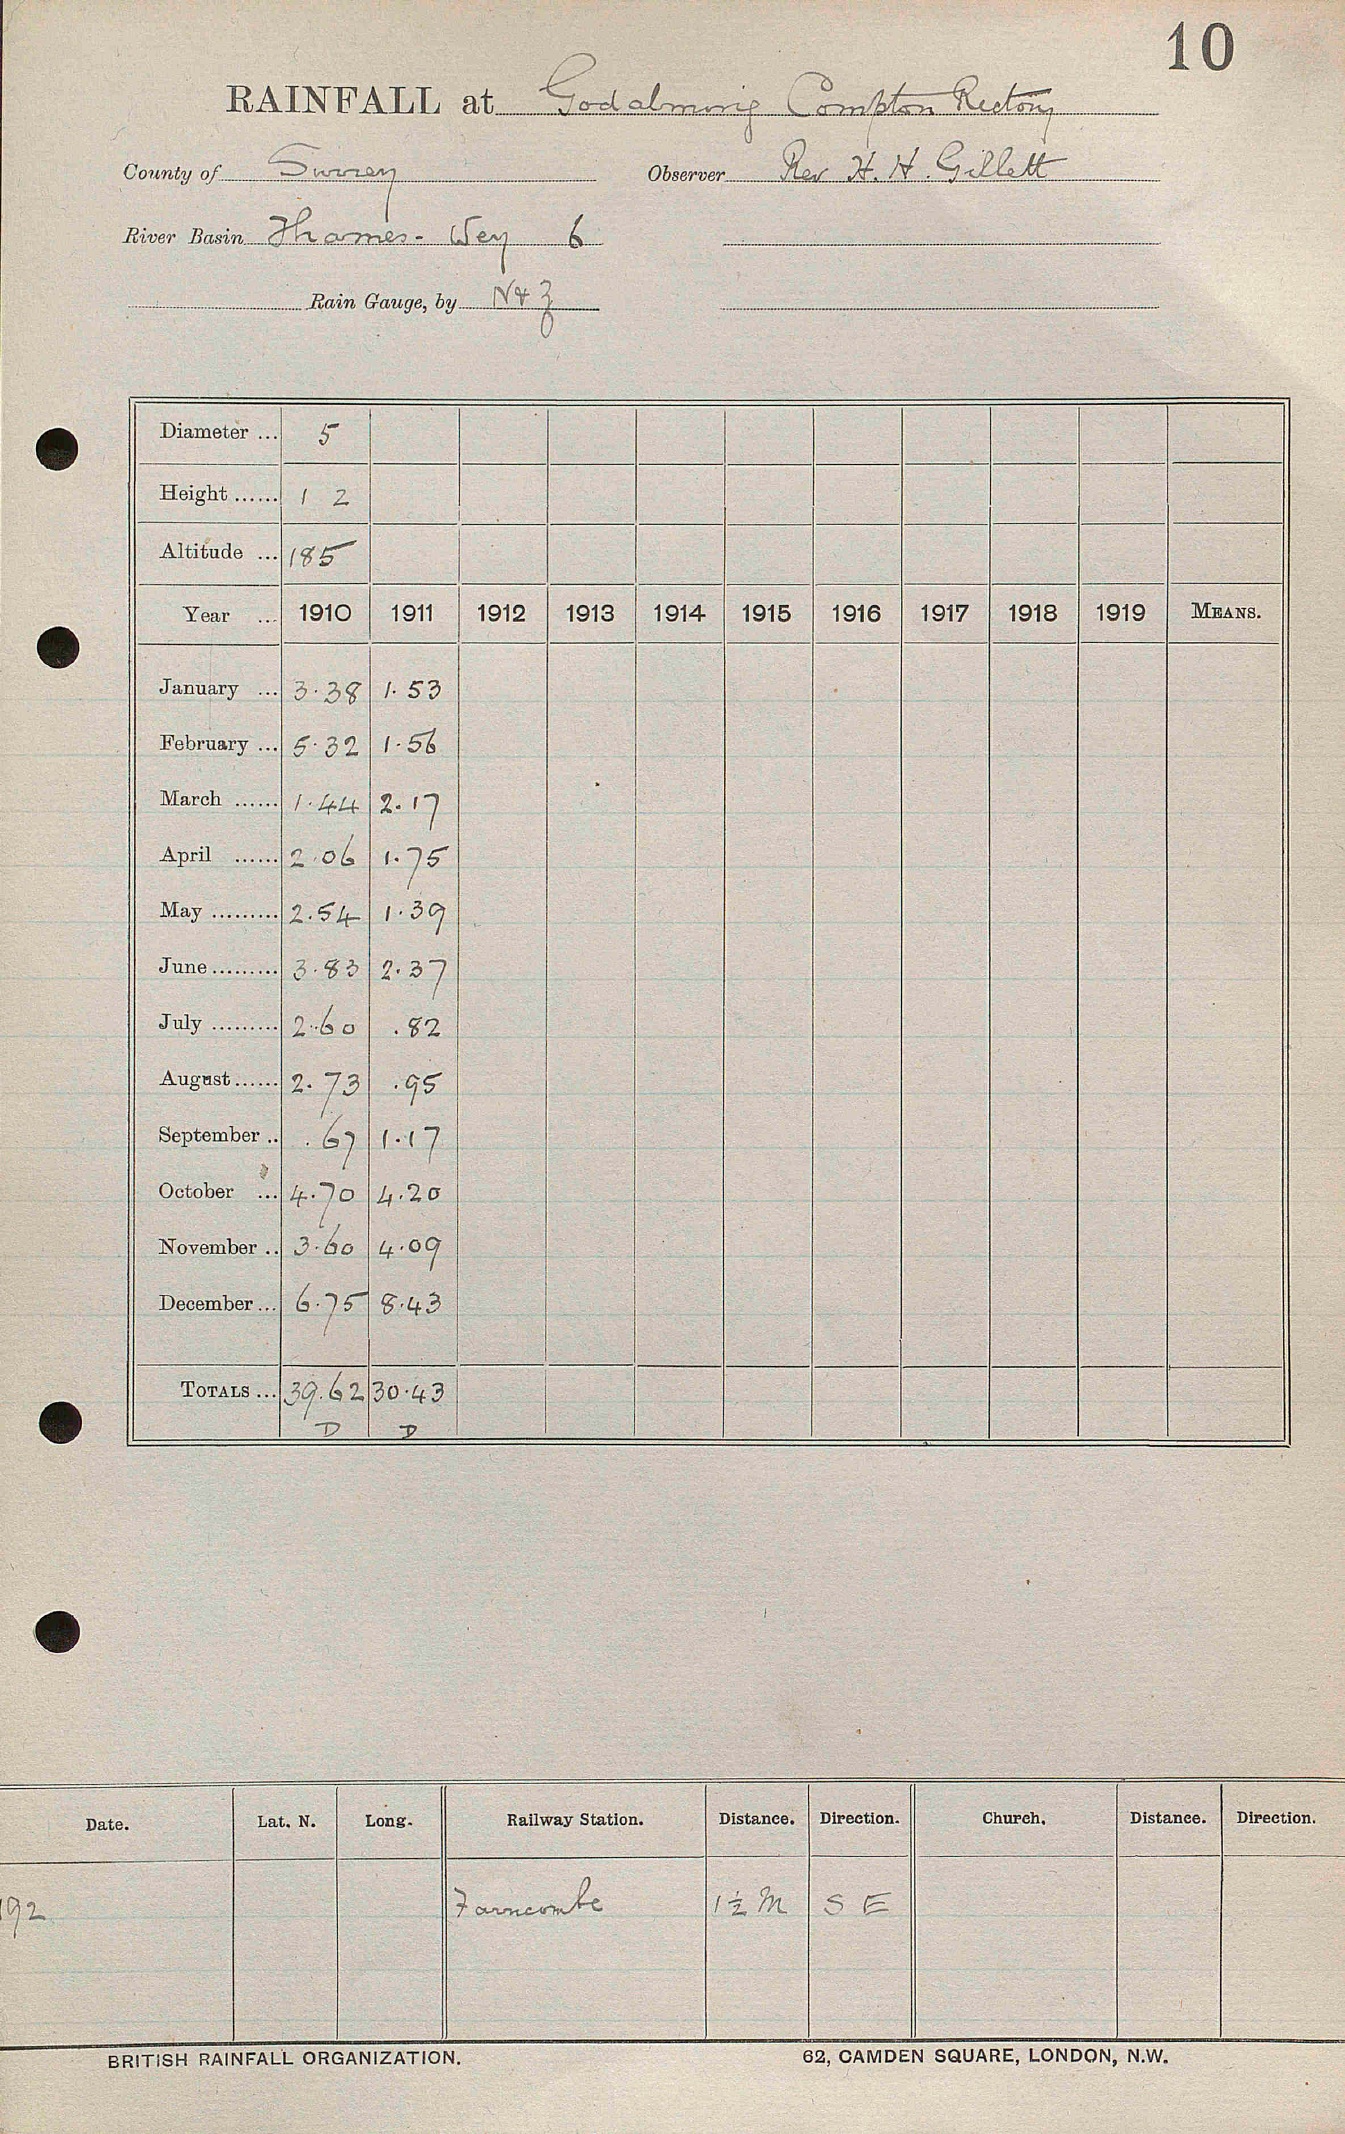 10
RAINFALL at Godalming Compton Rectory
County of Surrey Observer Rev H. H. Gillett
River Basin Thames - Wey 6
Rain Gauge, by N & Z
Diameter ... 5
Height ...... 1 2
Altitude ... 185
Year ... 1910 1911 1912 1913 1914 1915 1916 1917 1918 1919 MEANS.
January ... 3.38 1.53
February ... 5.32 1.56
March ...... 1.44 2.17
April ...... 2.06 1.75
May ......... 2.54 1.39
June ......... 3.83 2.37
July ......... 2.60 .82
August ...... 2.73 .95
September .. .67 1.17
October ... 4.70 4.20
November .. 3.60 4.09
December ... 6.75 8.43
TOTALS ... 39.62 30.43
D D
Date. Lat. N. Long. Railway Station. Distance. Direction. Church. Distance. Direction.
192 Farncombe 1½ M S E
BRITISH RAINFALL ORGANIZATION. 62, CAMDEN SQUARE, LONDON, N.W.